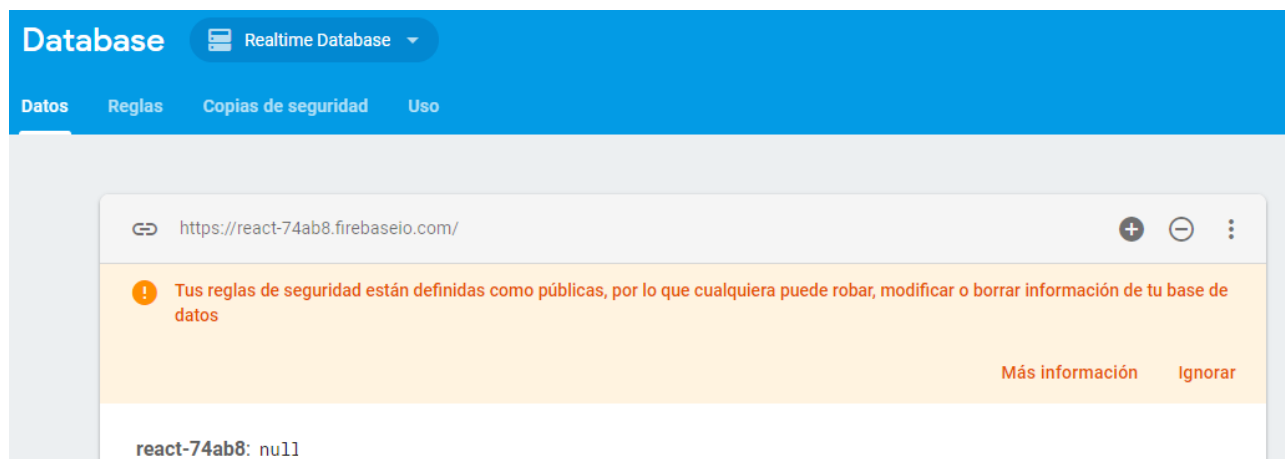 Database Realtime Database
Datos Reglas Copias de seguridad Uso
https://react-74ab8.firebaseio.com/
Tus reglas de seguridad están definidas como públicas, por lo que cualquiera puede robar, modificar o borrar información de tu base de
datos
Más información Ignorar
react-74ab8: null